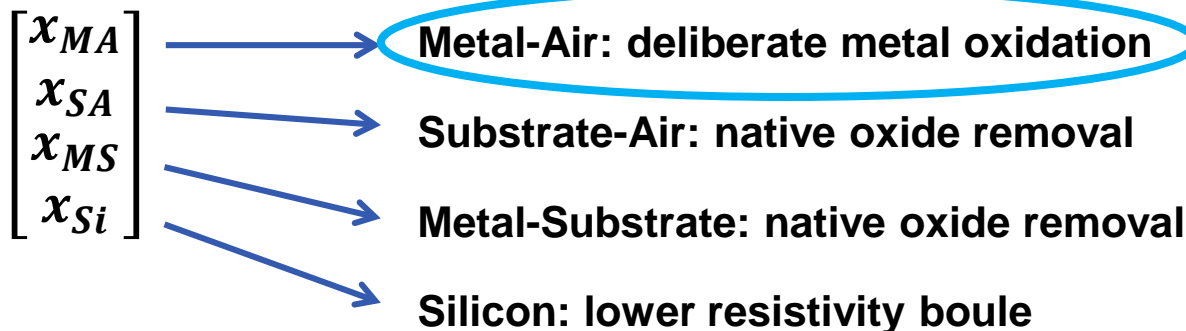 x_MA Metal-Air: deliberate metal oxidation
x_SA Substrate-Air: native oxide removal
x_MS Metal-Substrate: native oxide removal
x_Si Silicon: lower resistivity boule